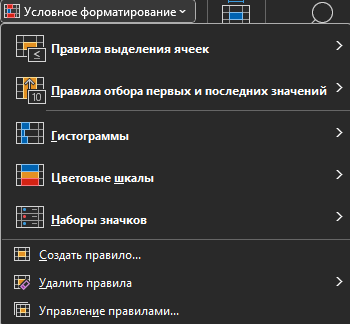 Условное форматирование
Правила выделения ячеек
≤
Правила отбора первых и последних значений
10
Гистограммы
Цветовые шкалы
Наборы значков
Создать правило...
Удалить правила
Управление правилами...